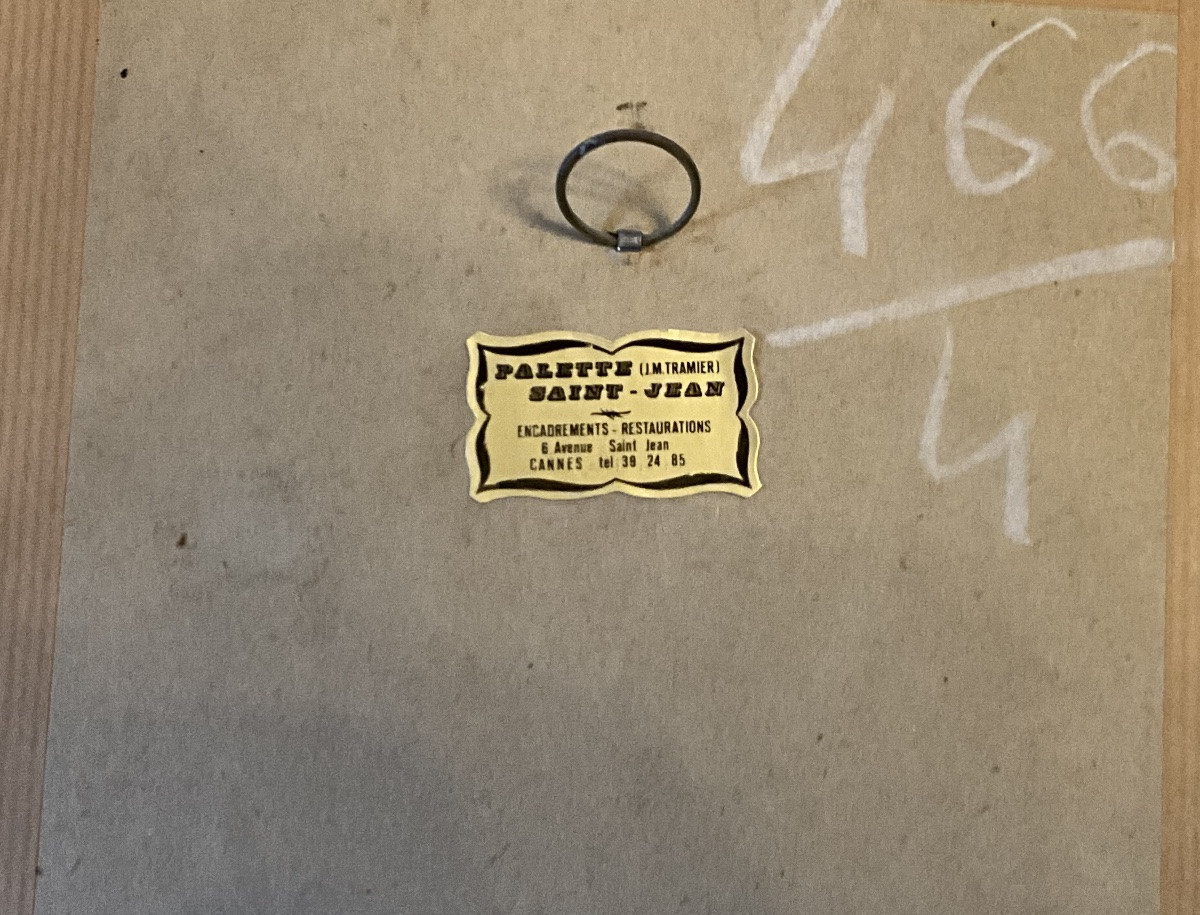 466
4
PALETTE (J.M.TRAMIER)
SAINT-JEAN
ENCADREMENTS - RESTAURATIONS
6 Avenue Saint Jean
CANNES tel 39 24 85